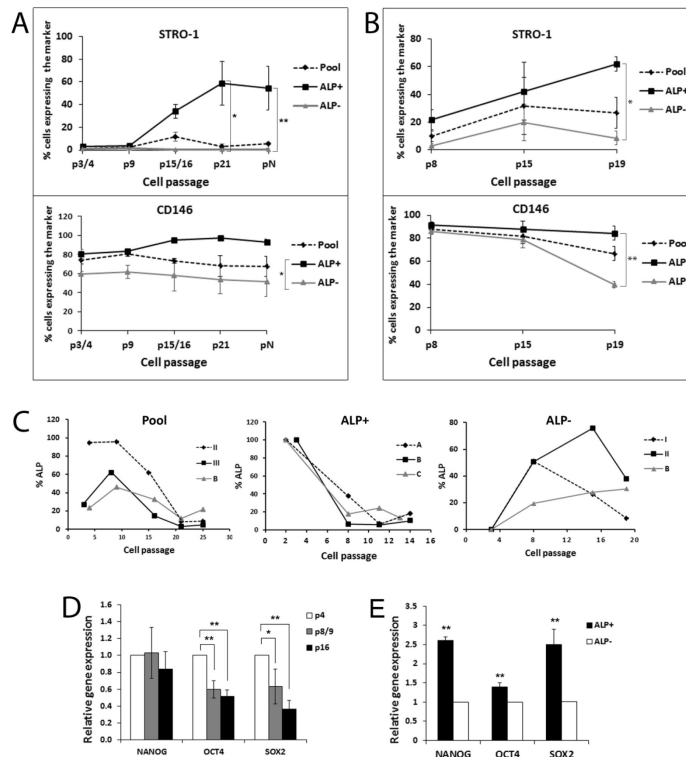 A
STRO-1
% cells expressing the marker
100
80
60
40
20
0
p3/4 p9 p15/16 p21 pN
Cell passage
Pool
ALP+
ALP-
*
**
CD146
% cells expressing the marker
120
100
80
60
40
20
0
p3/4 p9 p15/16 p21 pN
Cell passage
Pool
ALP+
ALP-
*
B
STRO-1
% cells expressing the marker
80
60
40
20
0
p8 p15 p19
Cell passage
Pool
ALP+
ALP-
*
CD146
% cells expressing the marker
100
80
60
40
20
0
p8 p15 p19
Cell passage
Pool
ALP+
ALP
**
C
Pool
% ALP
120
100
80
60
40
20
0
0 5 10 15 20 25 30
Cell passage
II
III
B
ALP+
% ALP
120
100
80
60
40
20
0
0 2 4 6 8 10 12 14 16
Cell passage
A
B
C
ALP-
% ALP
80
70
60
50
40
30
20
10
0
0 5 10 15 20
Cell passage
I
II
B
D
Relative gene expression
1.6
1.4
1.2
1.0
0.8
0.6
0.4
0.2
0.0
NANOG OCT4 SOX2
p4
p8/9
p16
**
**
**
*
E
Relative gene expression
3
2.5
2
1.5
1
0.5
0
NANOG OCT4 SOX2
ALP+
ALP-
**
**
**